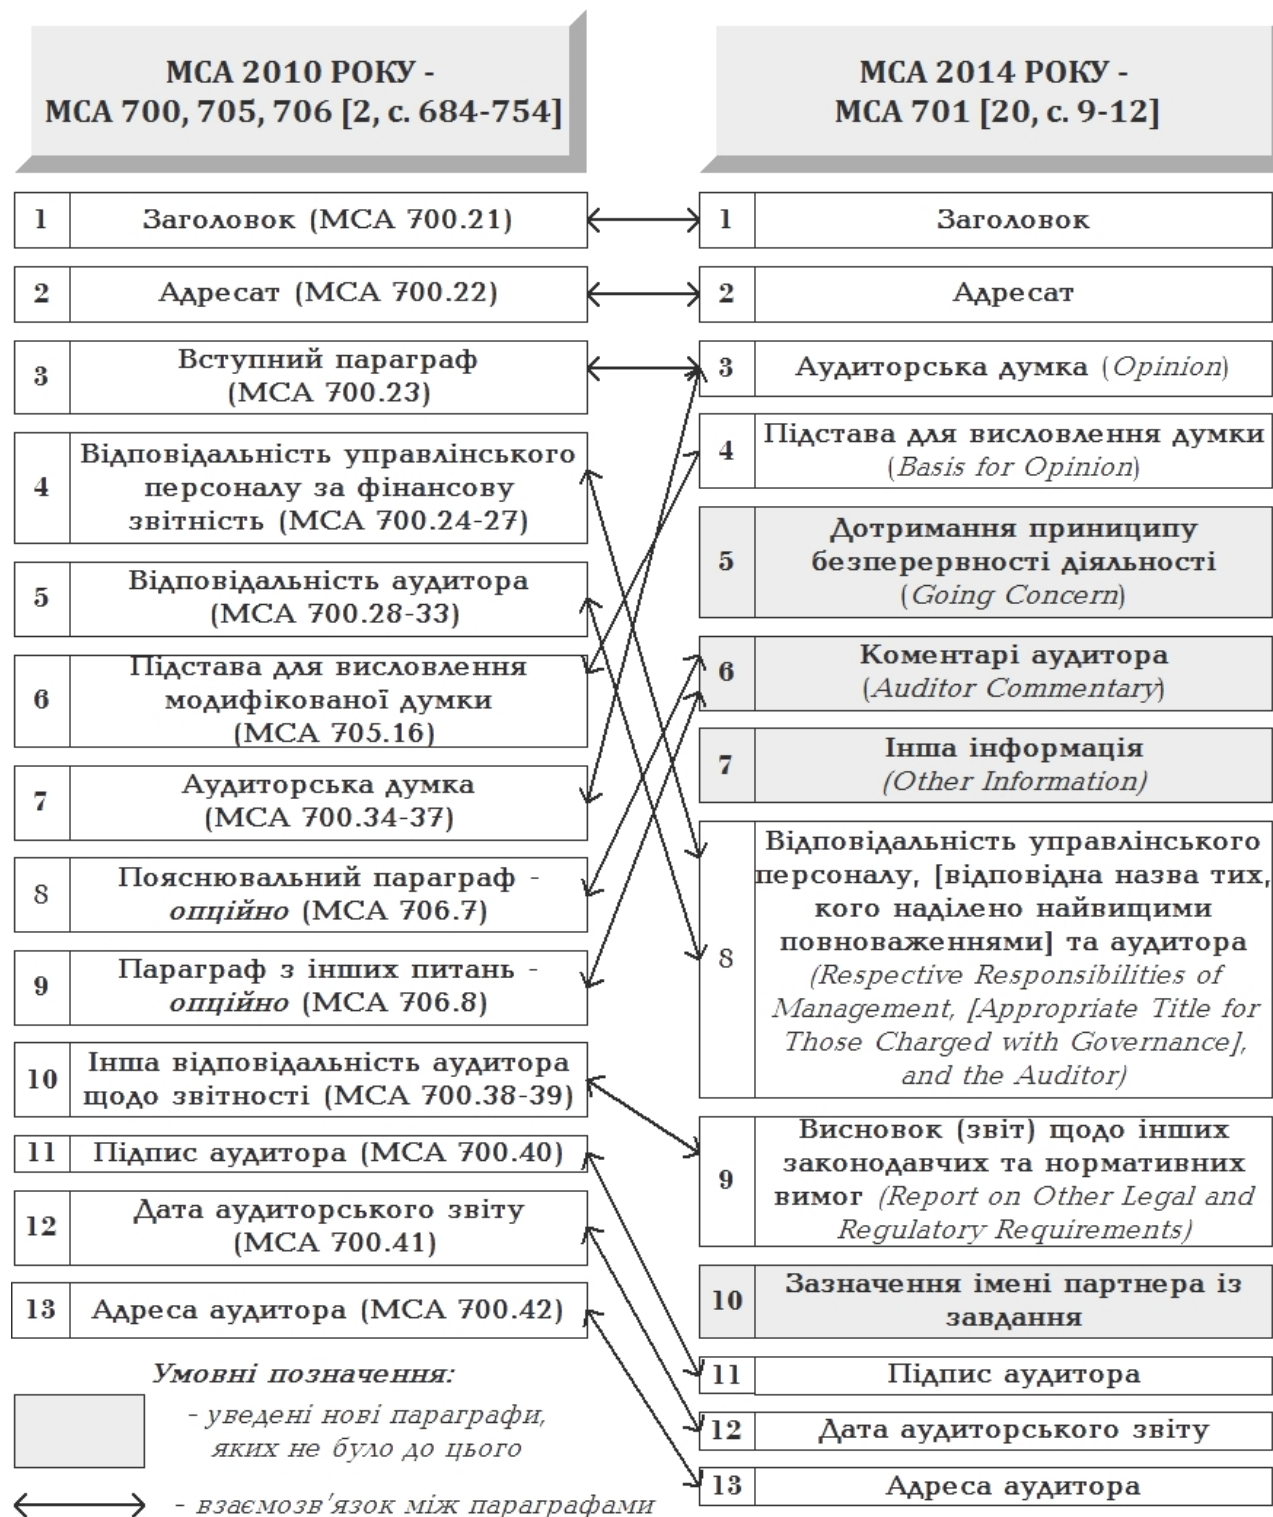 МСА 2010 РОКУ -
МСА 700, 705, 706 [2, с. 684-754]
1 Заголовок (МСА 700.21)
2 Адресат (МСА 700.22)
3 Вступний параграф
(МСА 700.23)
4 Відповідальність управлінського
персоналу за фінансову
звітність (МСА 700.24-27)
5 Відповідальність аудитора
(МСА 700.28-33)
6 Підстава для висловлення
модифікованої думки
(МСА 705.16)
7 Аудиторська думка
(МСА 700.34-37)
8 Пояснювальний параграф -
опційно (МСА 706.7)
9 Параграф з інших питань -
опційно (МСА 706.8)
10 Інша відповідальність аудитора
щодо звітності (МСА 700.38-39)
11 Підпис аудитора (МСА 700.40)
12 Дата аудиторського звіту
(МСА 700.41)
13 Адреса аудитора (МСА 700.42)
Умовні позначення:
- уведені нові параграфи,
яких не було до цього
- взаємозв'язок між параграфами
МСА 2014 РОКУ -
МСА 701 [20, с. 9-12]
1 Заголовок
2 Адресат
3 Аудиторська думка (Opinion)
4 Підстава для висловлення думки
(Basis for Opinion)
5 Дотримання приниципу
безперервності діяльності
(Going Concern)
6 Коментарі аудитора
(Auditor Commentary)
7 Інша інформація
(Other Information)
8 Відповідальність управлінського
персоналу, [відповідна назва тих,
кого наділено найвищими
повноваженнями] та аудитора
(Respective Responsibilities of
Management, [Appropriate Title for
Those Charged with Governance],
and the Auditor)
9 Висновок (звіт) щодо інших
законодавчих та нормативних
вимог (Report on Other Legal and
Regulatory Requirements)
10 Зазначення імені партнера із
завдання
11 Підпис аудитора
12 Дата аудиторського звіту
13 Адреса аудитора